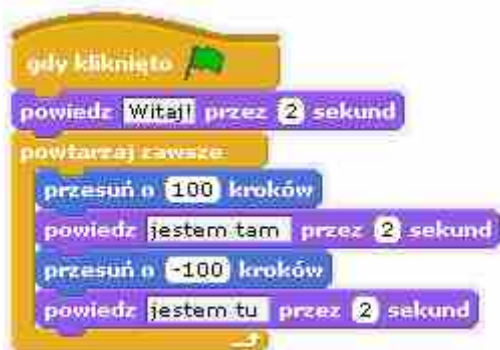 gdy kliknięto
powiedz Witaj! przez 2 sekund
powtarzaj zawsze
przesuń o 100 kroków
powiedz jestem tam przez 2 sekund
przesuń o -100 kroków
powiedz jestem tu przez 2 sekund